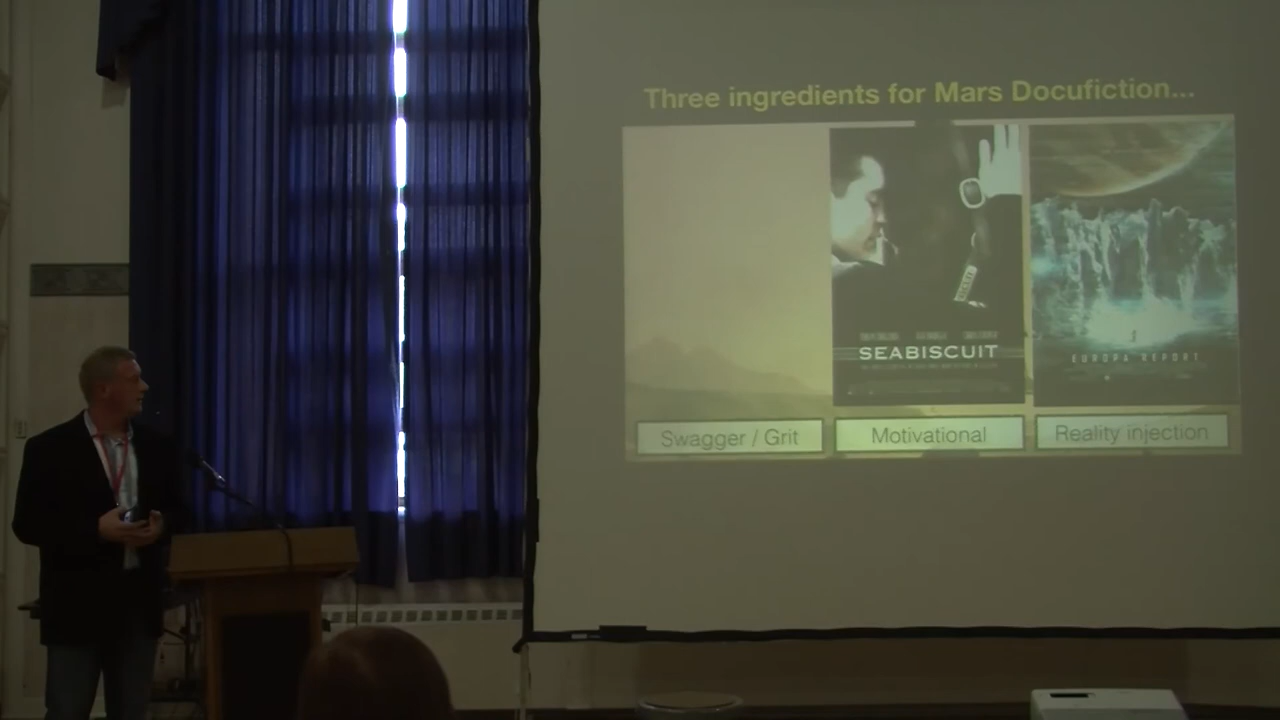 Three ingredients for Mars Docufiction...
SEABISCUIT
EUROPA REPORT
Swagger / Grit
Motivational
Reality injection